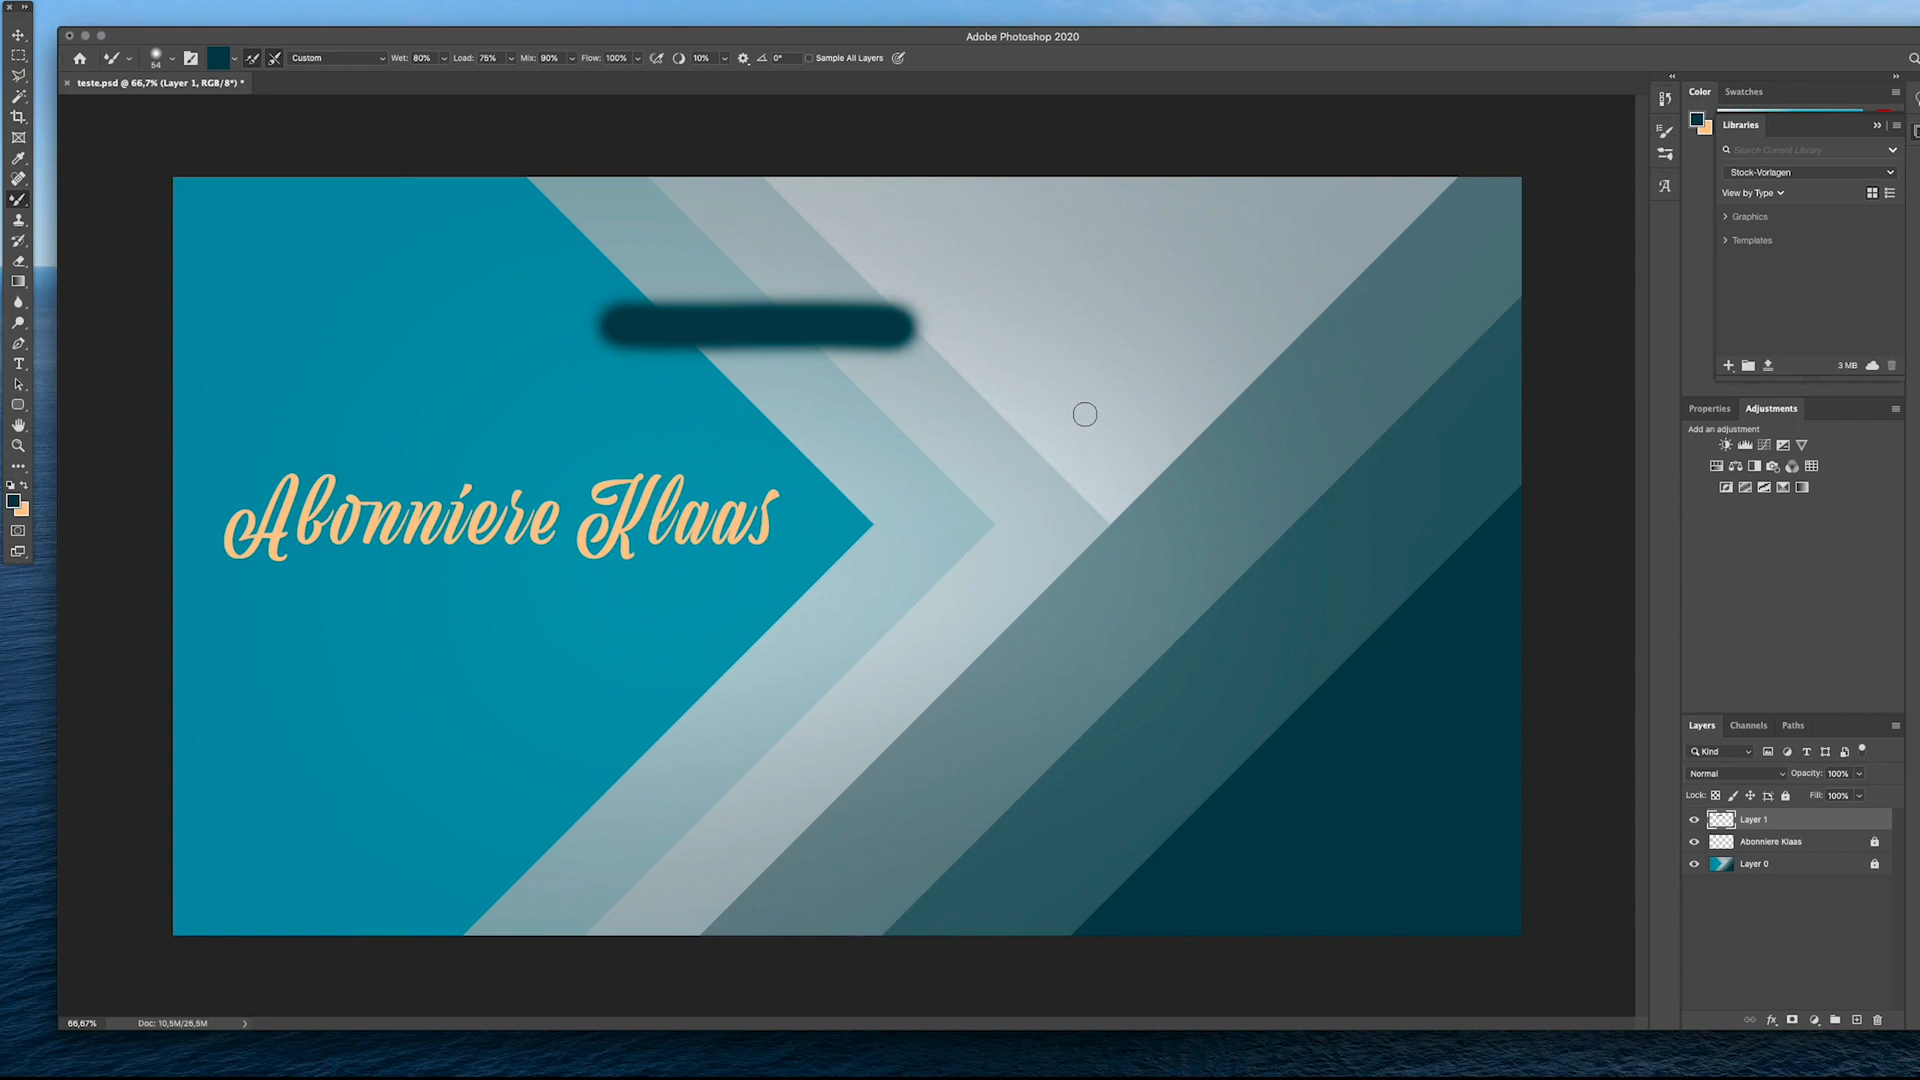 Adobe Photoshop 2020
54 Custom Wet: 80% Load: 75% Mix: 90% Flow: 100% 10% 0° Sample All Layers
× teste.psd @ 66,7% (Layer 1, RGB/8*) *
Color Swatches
Libraries
Search Current Library
Stock-Vorlagen
View by Type
Graphics
Templates
3 MB
Properties Adjustments
Add an adjustment
Abonniere Klaas
Layers Channels Paths
Kind
Normal Opacity: 100%
Lock: Fill: 100%
Layer 1
Abonniere Klaas
Layer 0
66,67% Doc: 10,5M/26,5M